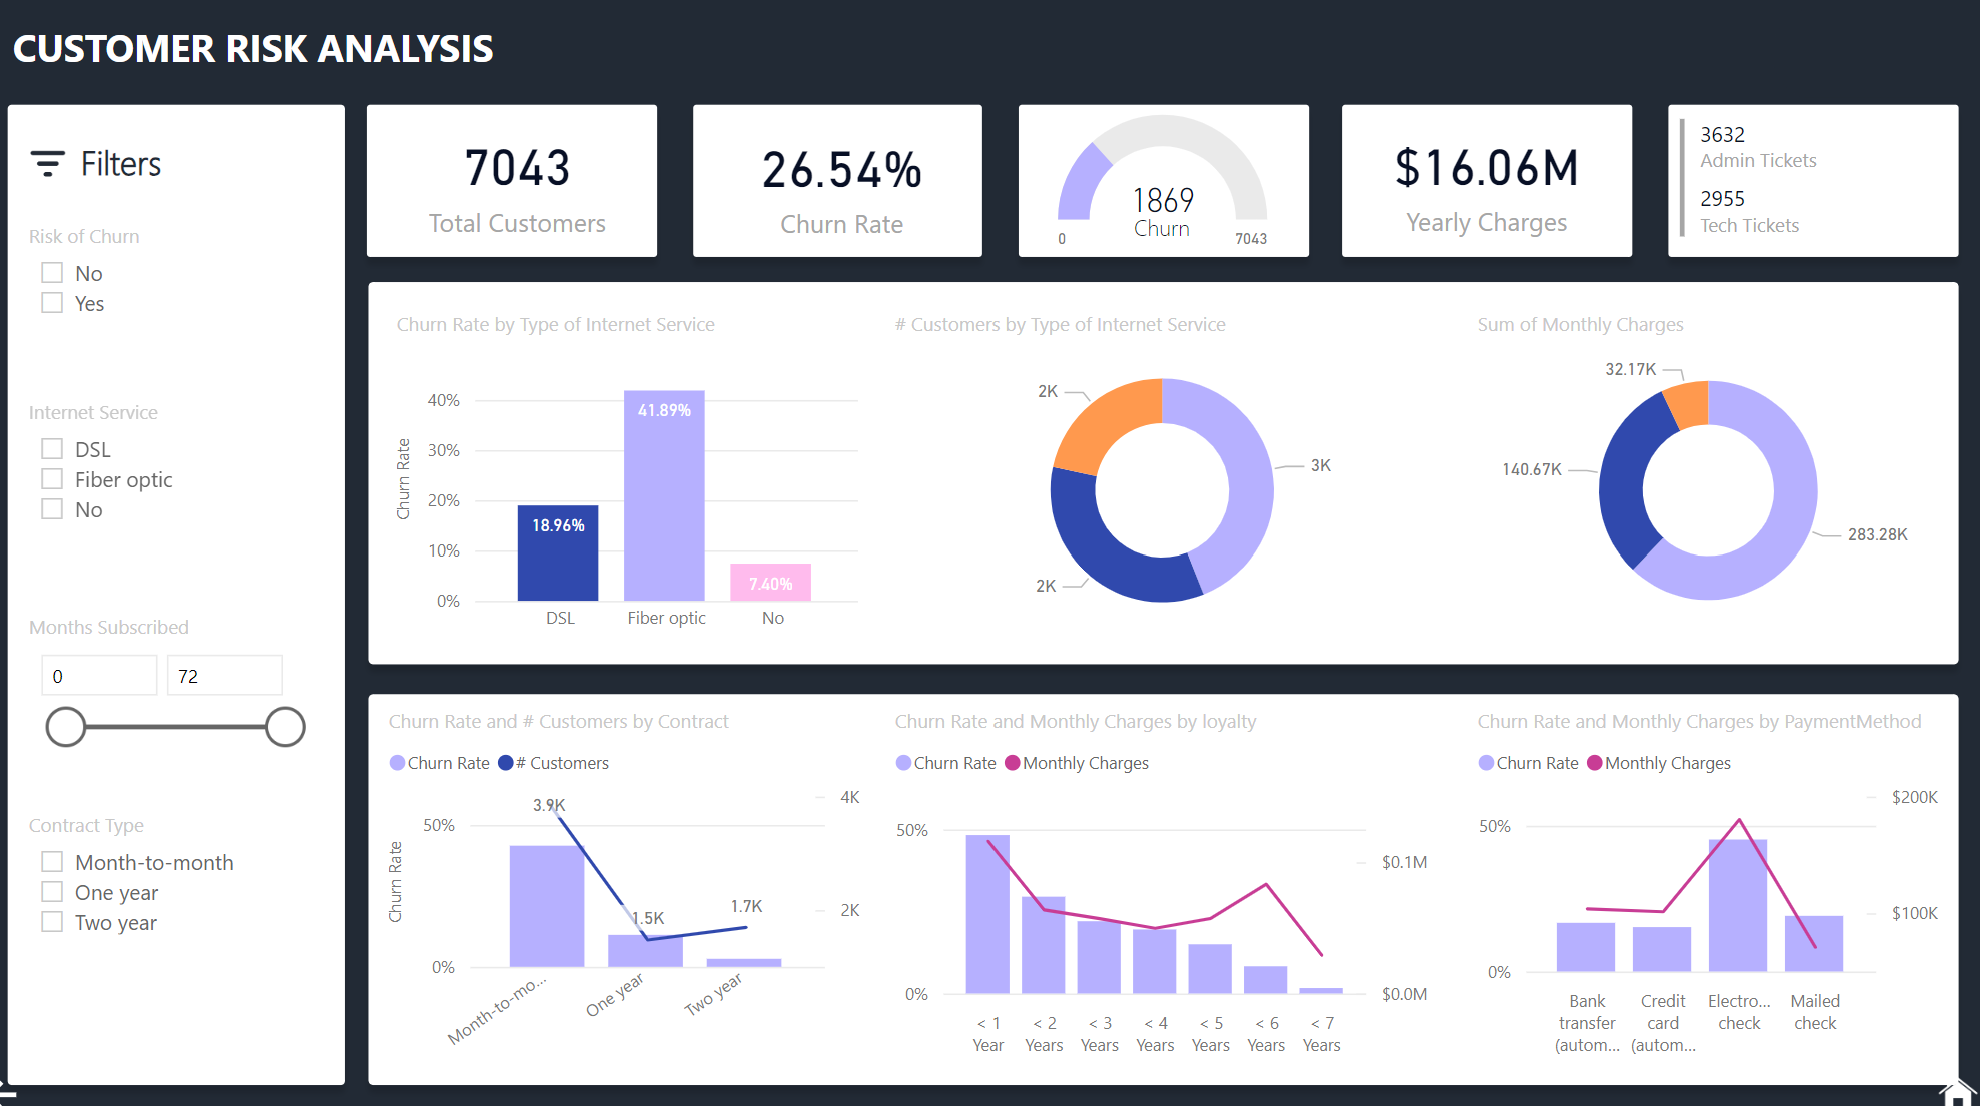 CUSTOMER RISK ANALYSIS
Filters
Risk of Churn
No
Yes
Internet Service
DSL
Fiber optic
No
Months Subscribed
0 72
Contract Type
Month-to-month
One year
Two year
7043
Total Customers
26.54%
Churn Rate
1869
Churn
0 7043
$16.06M
Yearly Charges
3632
Admin Tickets
2955
Tech Tickets
Churn Rate by Type of Internet Service
Churn Rate
40%
30%
20%
10%
0%
41.89%
18.96%
7.40%
DSL Fiber optic No
# Customers by Type of Internet Service
2K
3K
2K
Sum of Monthly Charges
32.17K
140.67K
283.28K
Churn Rate and # Customers by Contract
Churn Rate # Customers
Churn Rate
50%
0%
3.9K
1.5K
1.7K
4K
2K
Month-to-mo...
One year
Two year
Churn Rate and Monthly Charges by loyalty
Churn Rate Monthly Charges
50%
0%
$0.1M
$0.0M
< 1 < 2 < 3 < 4 < 5 < 6 < 7
Year Years Years Years Years Years Years
Churn Rate and Monthly Charges by PaymentMethod
Churn Rate Monthly Charges
50%
0%
$200K
$100K
Bank Credit Electro... Mailed
transfer card check check
(autom... (autom...